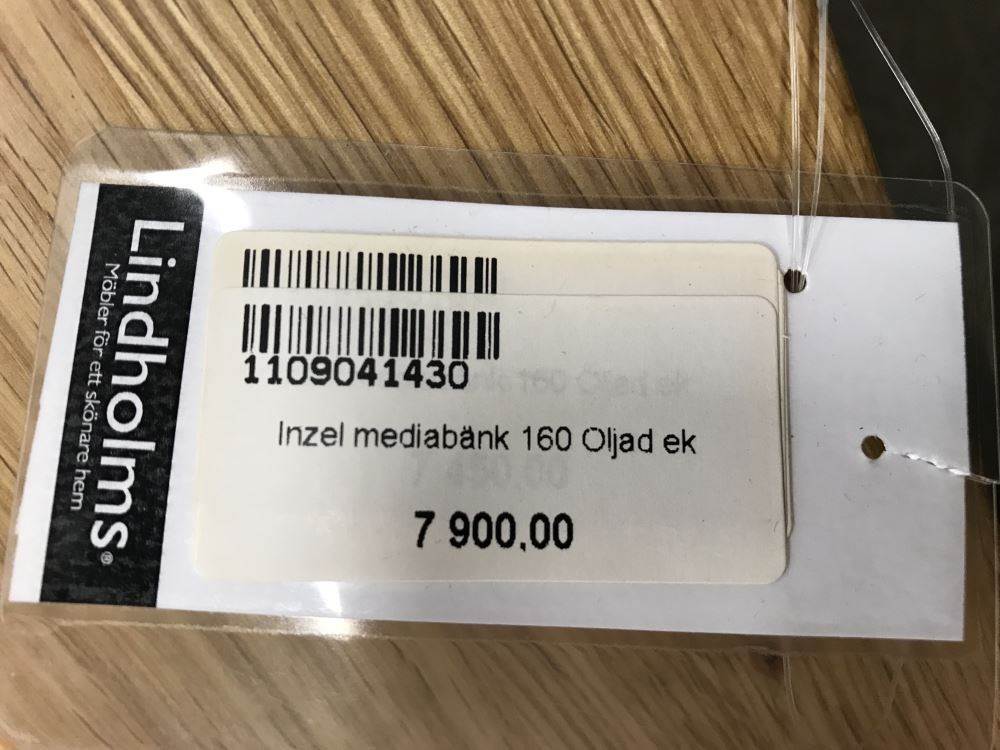 Lindholms®
Möbler för ett skönare hem
1109041430
Inzel mediabänk 160 Oljad ek
7 900,00